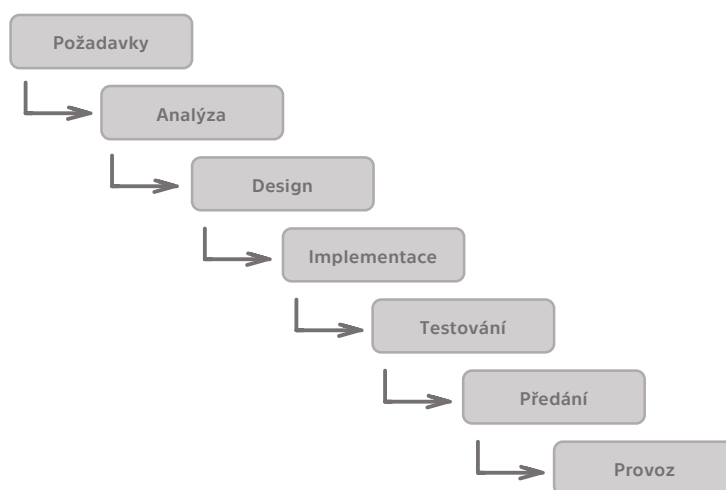 Požadavky
Analýza
Design
Implementace
Testování
Předání
Provoz